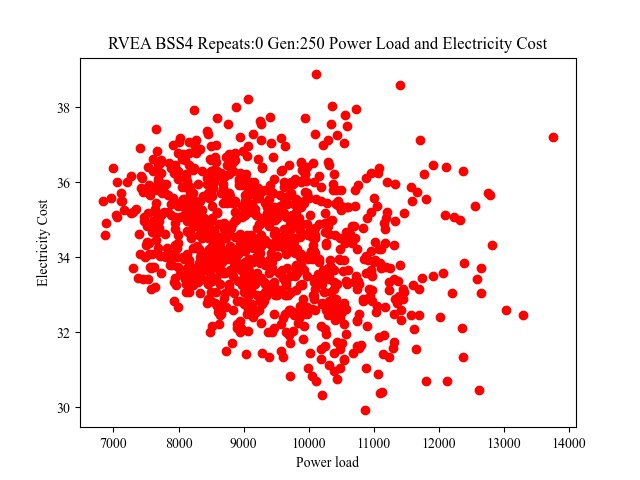 RVEA BSS4 Repeats:0 Gen:250 Power Load and Electricity Cost
38
36
34
32
30
Electricity Cost
7000 8000 9000 10000 11000 12000 13000 14000
Power load